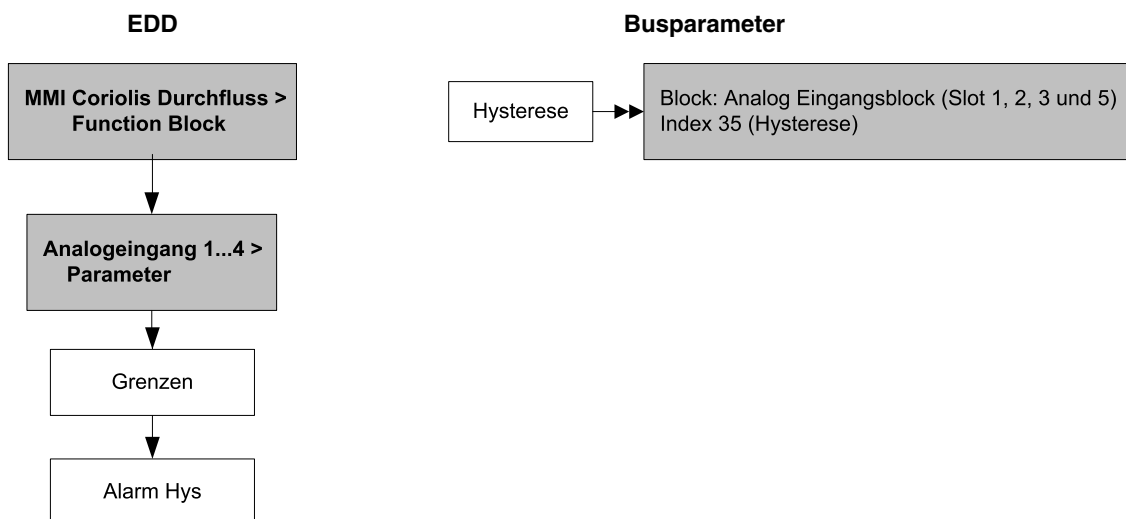 EDD
MMI Coriolis Durchfluss >
Function Block
Analogeingang 1...4 >
Parameter
Grenzen
Alarm Hys
Busparameter
Hysterese
Block: Analog Eingangsblock (Slot 1, 2, 3 und 5)
Index 35 (Hysterese)